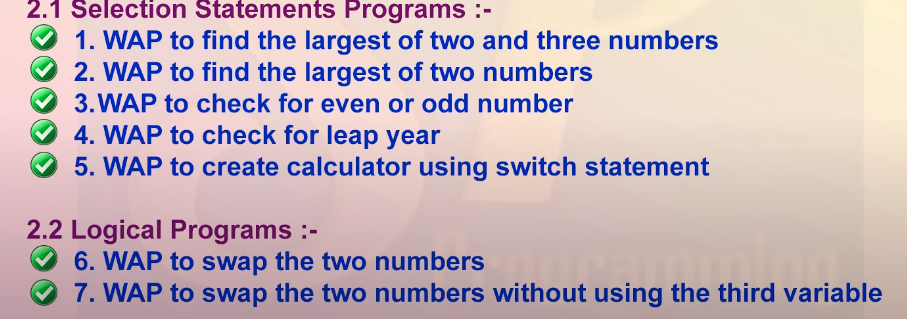 2.1 Selection Statements Programs :-
1. WAP to find the largest of two and three numbers
2. WAP to find the largest of two numbers
3.WAP to check for even or odd number
4. WAP to check for leap year
5. WAP to create calculator using switch statement
2.2 Logical Programs :-
6. WAP to swap the two numbers
7. WAP to swap the two numbers without using the third variable